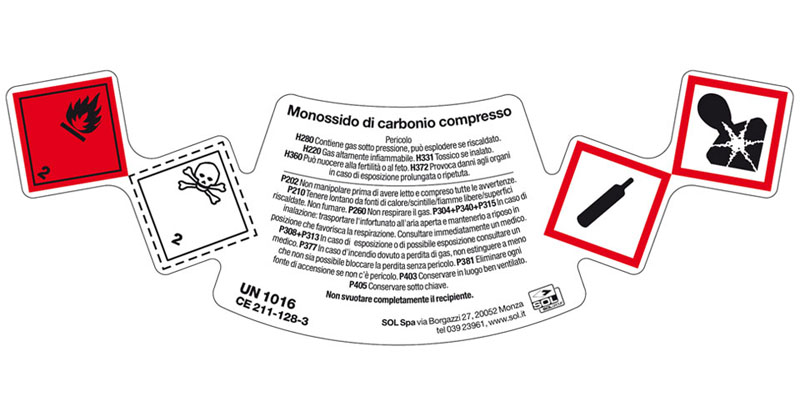 Monossido di carbonio compresso
Pericolo
H280 Contiene gas sotto pressione, può esplodere se riscaldato.
H220 Gas altamente infiammabile. H331 Tossico se inalato.
H360 Può nuocere alla fertilità o al feto. H372 Provoca danni agli organi
in caso di esposizione prolungata o ripetuta.
P202 Non manipolare prima di avere letto e compreso tutte le avvertenze.
P210 Tenere lontano da fonti di calore/scintille/fiamme libere/superfici
riscaldate. Non fumare. P260 Non respirare il gas. P304+P340+P315 In caso di
inalazione: trasportare l'infortunato all'aria aperta e mantenerlo a riposo in
posizione che favorisca la respirazione. Consultare immediatamente un medico.
P308+P313 In caso di esposizione o di possibile esposizione consultare un
medico. P377 In caso d'incendio dovuto a perdita di gas, non estinguere a meno
che non sia possibile bloccare la perdita senza pericolo. P381 Eliminare ogni
fonte di accensione se non c'è pericolo. P403 Conservare in luogo ben ventilato.
P405 Conservare sotto chiave.
Non svuotare completamente il recipiente.
UN 1016
CE 211-128-3
SOL Spa via Borgazzi 27, 20052 Monza
tel 039 23961, www.sol.it
SOL
2
2